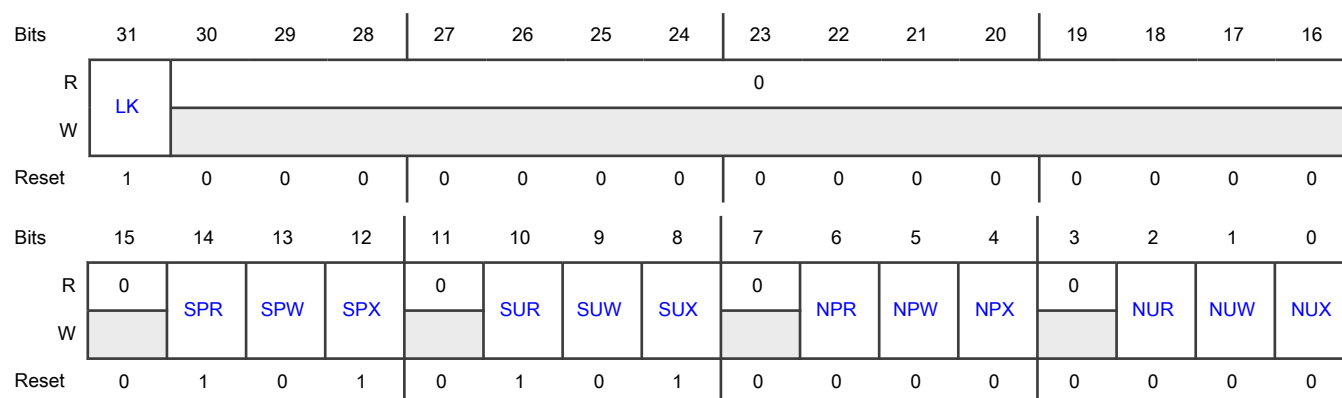 Bits 31 30 29 28 27 26 25 24 23 22 21 20 19 18 17 16
R 0
LK
W
Reset 1 0 0 0 0 0 0 0 0 0 0 0 0 0 0 0
Bits 15 14 13 12 11 10 9 8 7 6 5 4 3 2 1 0
R 0 0 0 0
SPR SPW SPX SUR SUW SUX NPR NPW NPX NUR NUW NUX
W
Reset 0 1 0 1 0 1 0 1 0 0 0 0 0 0 0 0